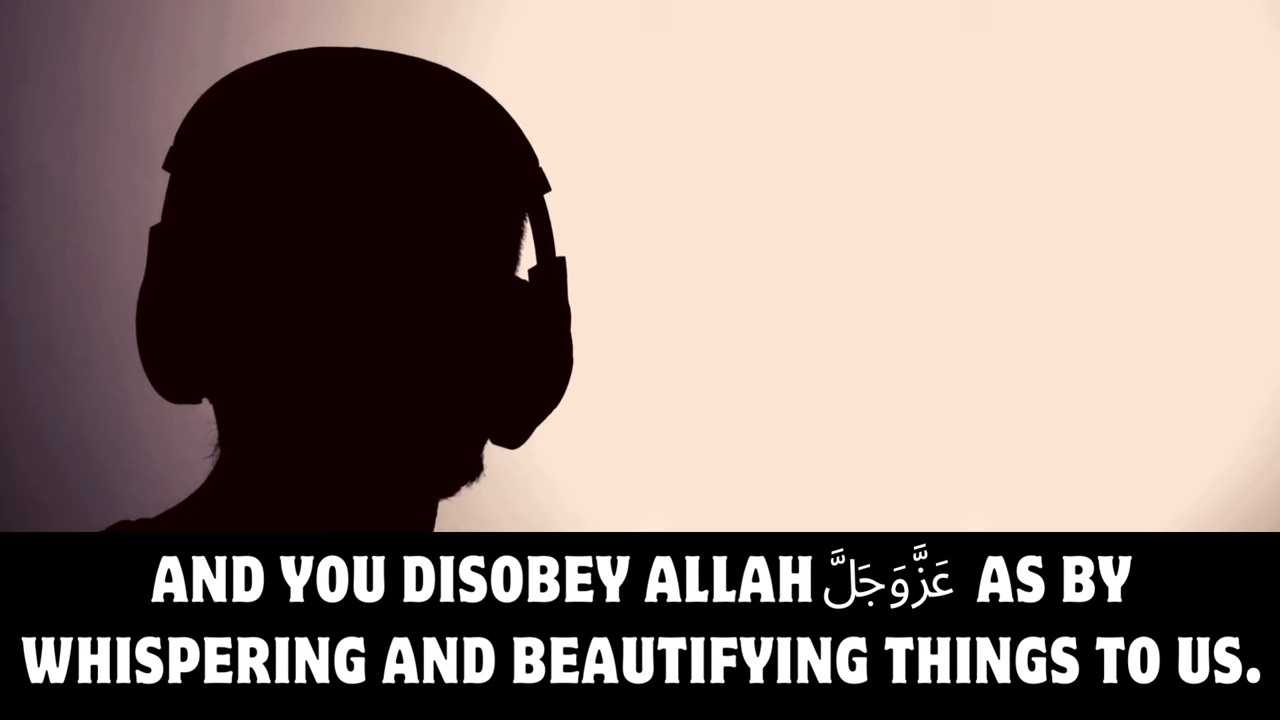 AND YOU DISOBEY ALLAH عَزَّوَجَلَّ AS BY
WHISPERING AND BEAUTIFYING THINGS TO US.